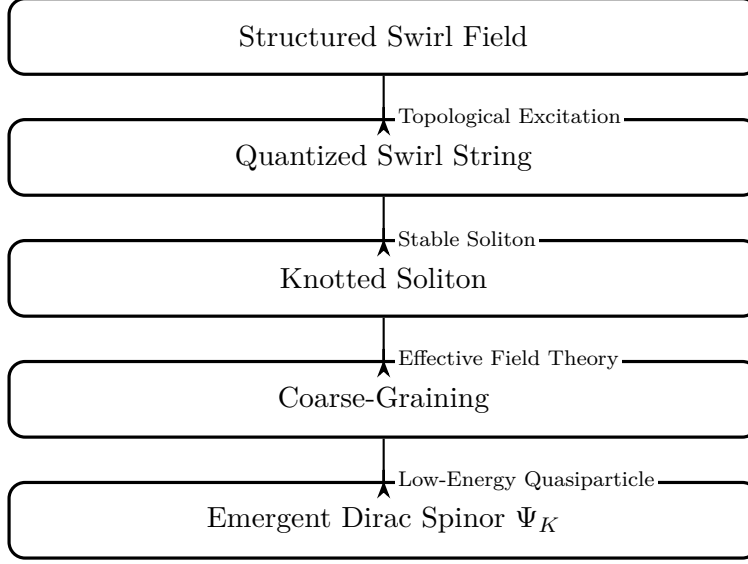 Structured Swirl Field
Topological Excitation
Quantized Swirl String
Stable Soliton
Knotted Soliton
Effective Field Theory
Coarse-Graining
Low-Energy Quasiparticle
Emergent Dirac Spinor Ψ_K